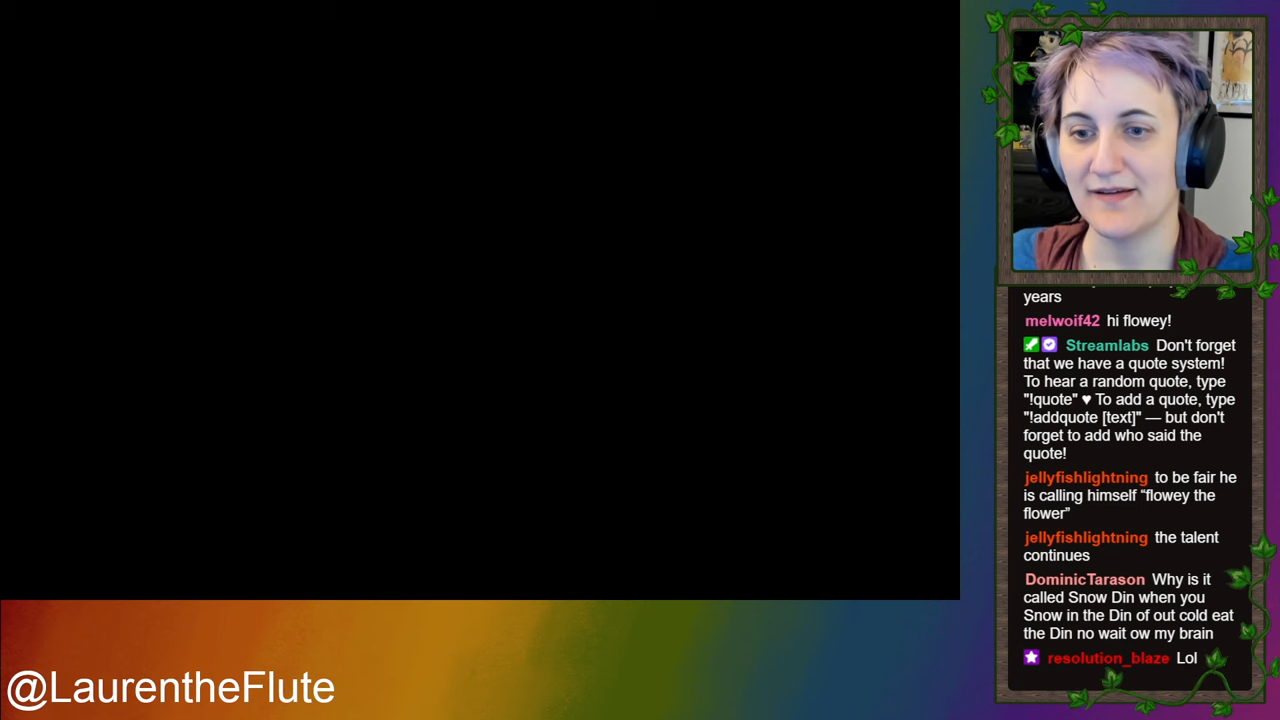 years
melwoif42 hi flowey!
Streamlabs Don't forget
that we have a quote system!
To hear a random quote, type
"!quote" ♥ To add a quote, type
"!addquote [text]" — but don't
forget to add who said the
quote!
jellyfishlightning to be fair he
is calling himself “flowey the
flower”
jellyfishlightning the talent
continues
DominicTarason Why is it
called Snow Din when you
Snow in the Din of out cold eat
the Din no wait ow my brain
resolution_blaze Lol
@LaurentheFlute